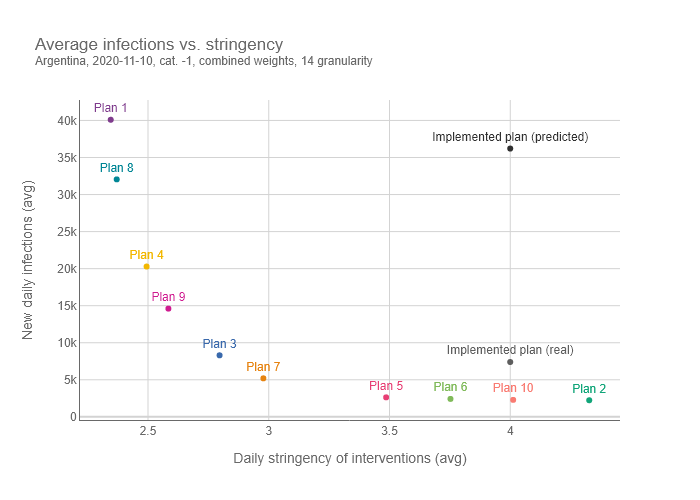 Average infections vs. stringency
Argentina, 2020-11-10, cat. -1, combined weights, 14 granularity
Plan 1
40k
Implemented plan (predicted)
35k
Plan 8
30k
25k
Plan 4
20k
Plan 9
15k
Plan 3
10k
Implemented plan (real)
Plan 7
5k
Plan 5
Plan 6
Plan 10
Plan 2
0
New daily infections (avg)
2.5
3
3.5
4
Daily stringency of interventions (avg)